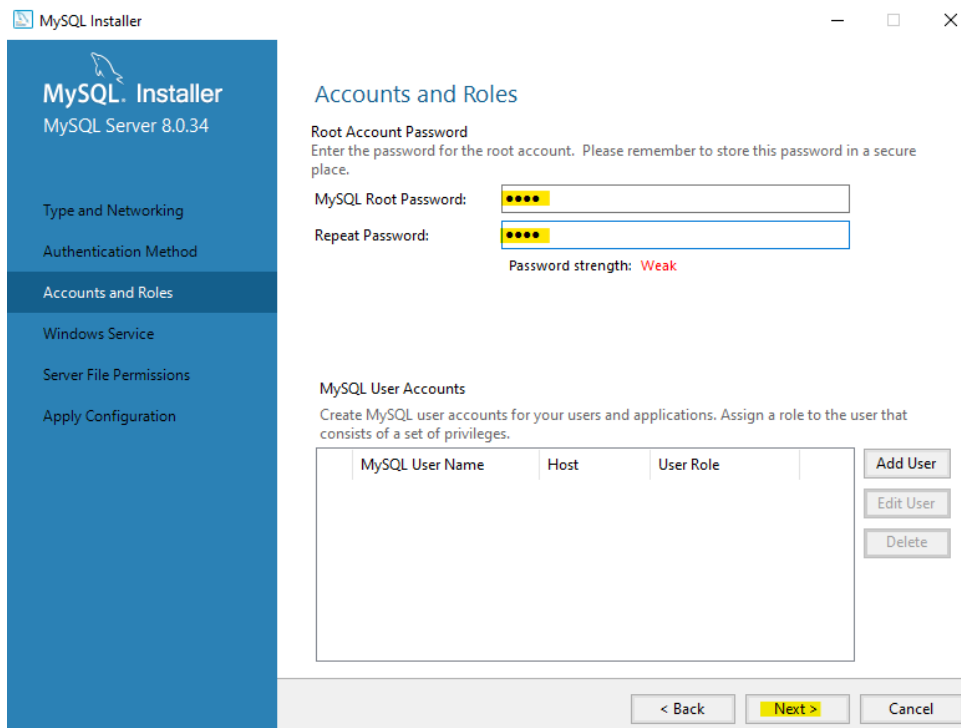 MySQL Installer
MySQL. Installer
MySQL Server 8.0.34
Type and Networking
Authentication Method
Accounts and Roles
Windows Service
Server File Permissions
Apply Configuration
Accounts and Roles
Root Account Password
Enter the password for the root account. Please remember to store this password in a secure
place.
MySQL Root Password: ●●●●
Repeat Password: ●●●●
Password strength: Weak
MySQL User Accounts
Create MySQL user accounts for your users and applications. Assign a role to the user that
consists of a set of privileges.
MySQL User Name Host User Role
Add User
Edit User
Delete
< Back Next > Cancel